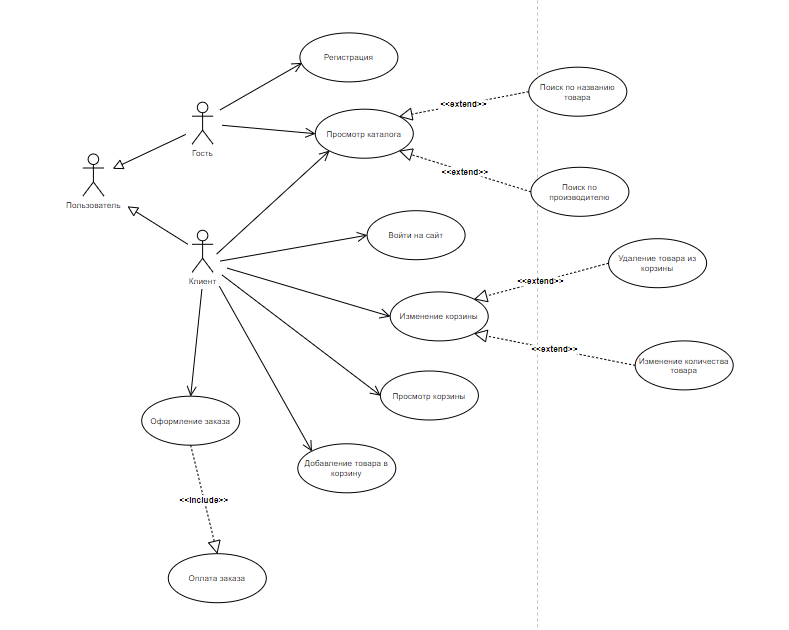 Регистрация
Поиск по названию
товара
<<extend>>
Просмотр каталога
Гость
<<extend>>
Поиск по
производителю
Пользователь
Войти на сайт
Удаление товара из
корзины
Клиент
<<extend>>
Изменение корзины
<<extend>>
Изменение количества
товара
Просмотр корзины
Оформление заказа
Добавление товара в
корзину
<<include>>
Оплата заказа